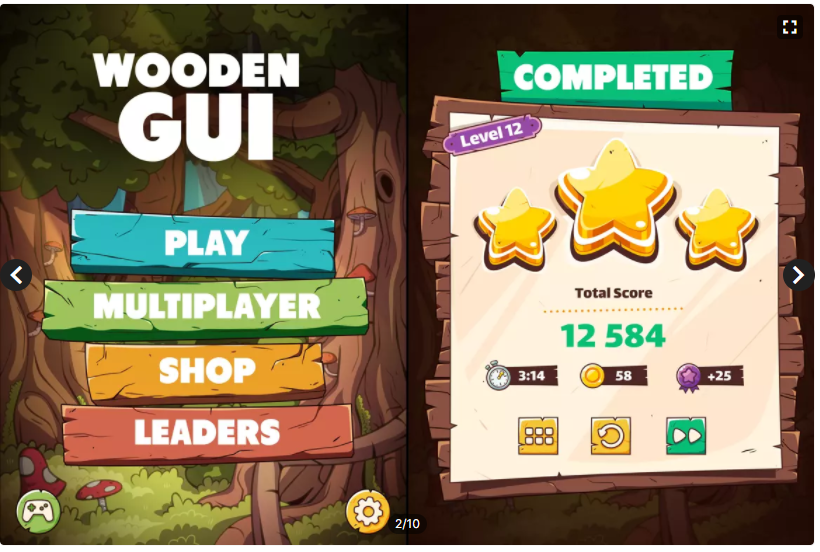 WOODEN
GUI
PLAY
MULTIPLAYER
SHOP
LEADERS
COMPLETED
Level 12
Total Score
12 584
3:14
58
+25
2/10